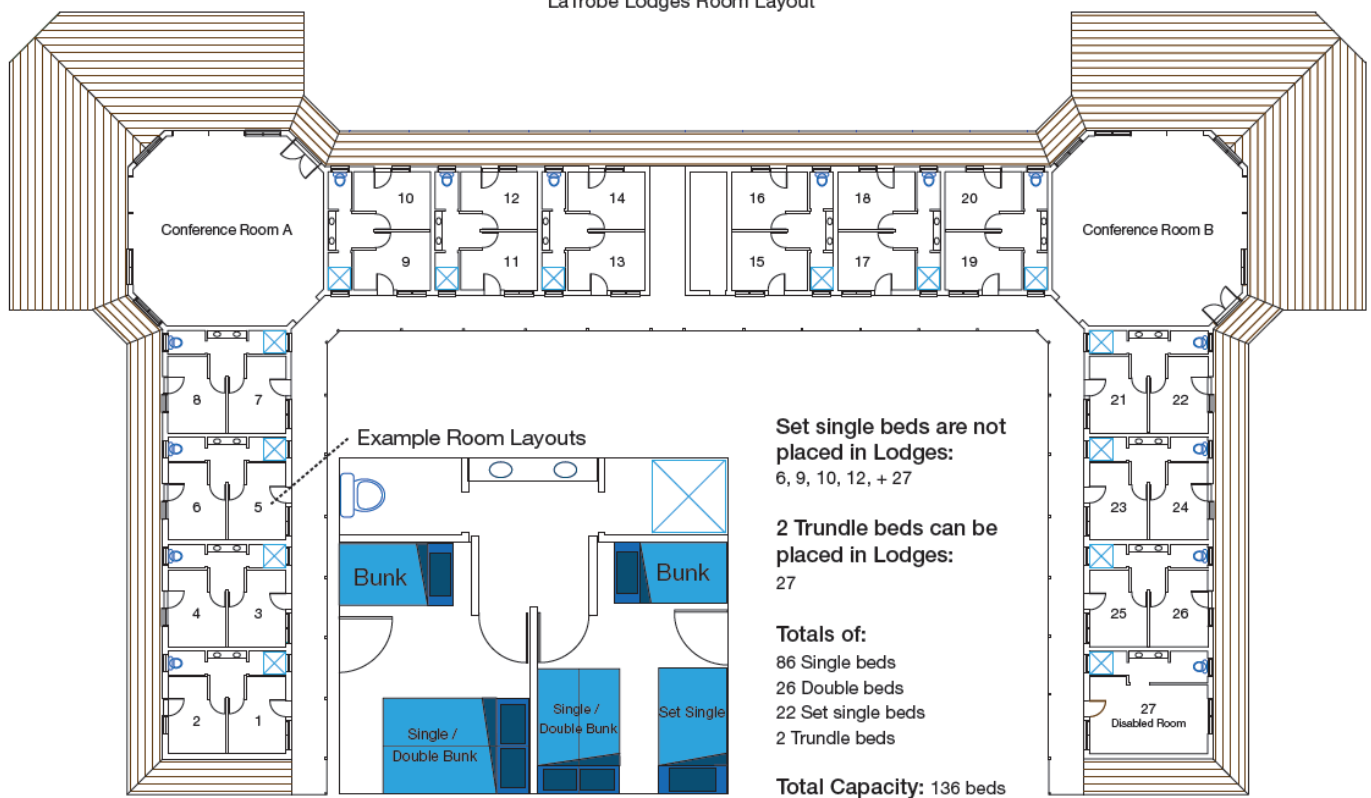 LaTrobe Lodges Room Layout
Conference Room A
10
12
14
16
18
20
Conference Room B
9
11
13
15
17
19
8
7
21
22
6
5
23
24
4
3
25
26
2
1
27
Disabled Room
Example Room Layouts
Bunk
Bunk
Single /
Double Bunk
Single /
Double Bunk
Set Single
Set single beds are not
placed in Lodges:
6, 9, 10, 12, + 27
2 Trundle beds can be
placed in Lodges:
27
Totals of:
86 Single beds
26 Double beds
22 Set single beds
2 Trundle beds
Total Capacity: 136 beds